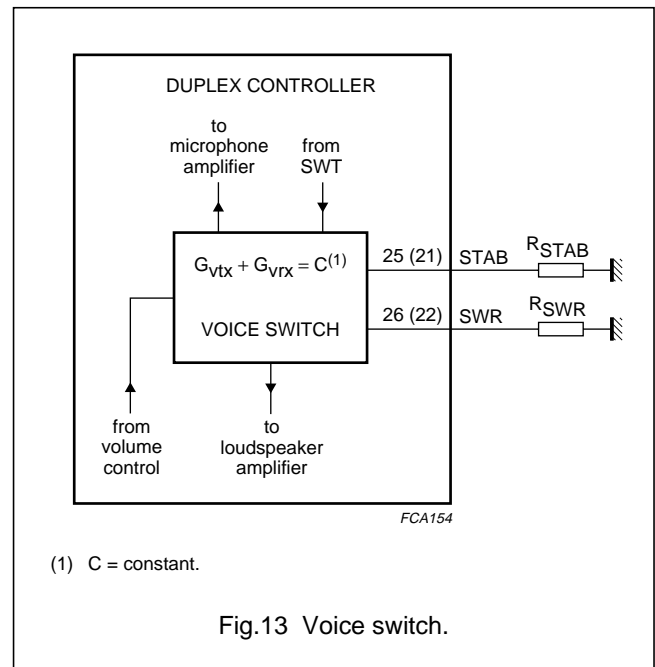 DUPLEX CONTROLLER
to
microphone
amplifier
from
SWT
Gvtx + Gvrx = C(1)
VOICE SWITCH
25 (21)
STAB
RSTAB
26 (22)
SWR
RSWR
from
volume
control
to
loudspeaker
amplifier
FCA154
(1) C = constant.
Fig.13 Voice switch.